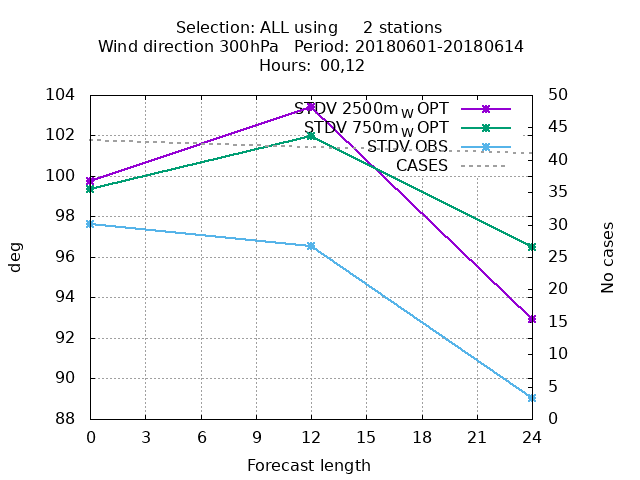 Selection: ALL using     2 stations
Wind direction 300hPa   Period: 20180601-20180614
Hours:  00,12
STDV 2500m_W OPT
STDV 750m_W OPT
STDV OBS
CASES
104
102
100
98
96
94
92
90
88
deg
50
45
40
35
30
25
20
15
10
5
0
No cases
0 3 6 9 12 15 18 21 24
Forecast length